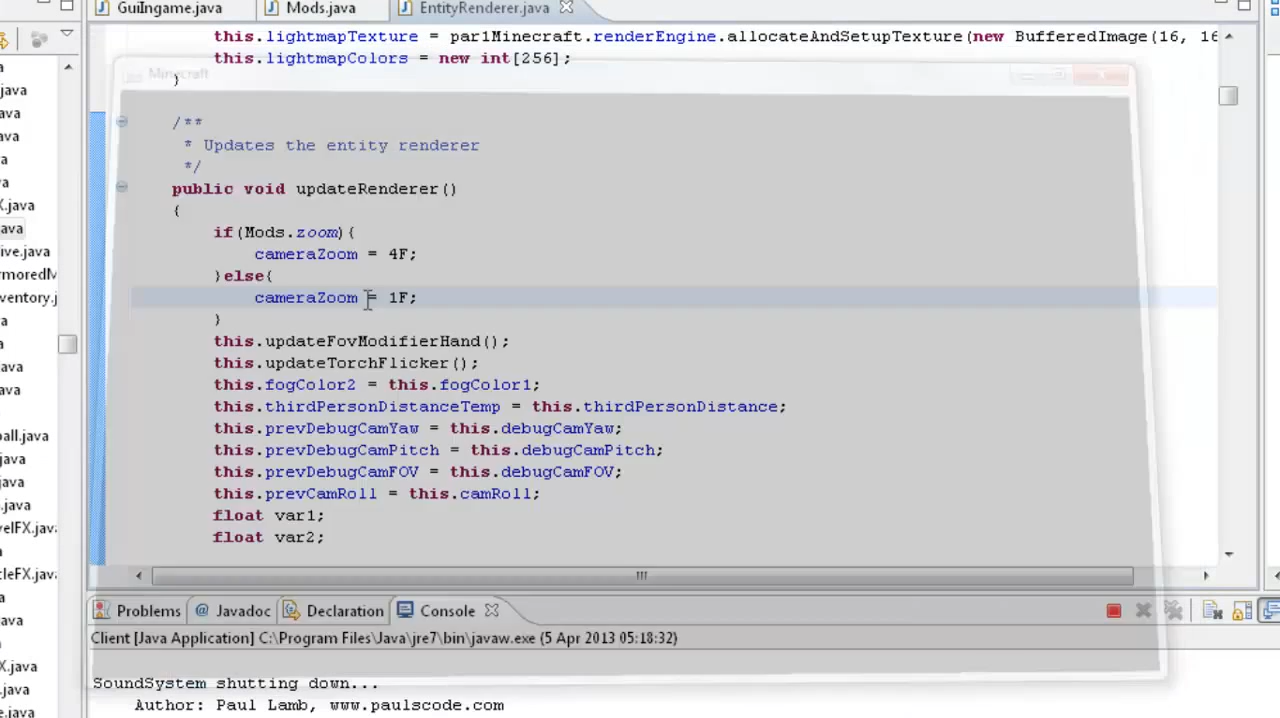 GuiIngame.java Mods.java EntityRenderer.java
this.lightmapTexture = par1Minecraft.renderEngine.allocateAndSetupTexture(new BufferedImage(16, 16
this.lightmapColors = new int[256];
Minecraft
}
/**
* Updates the entity renderer
*/
public void updateRenderer()
{
if(Mods.zoom){
cameraZoom = 4F;
}else{
cameraZoom = 1F;
}
this.updateFovModifierHand();
this.updateTorchFlicker();
this.fogColor2 = this.fogColor1;
this.thirdPersonDistanceTemp = this.thirdPersonDistance;
this.prevDebugCamYaw = this.debugCamYaw;
this.prevDebugCamPitch = this.debugCamPitch;
this.prevDebugCamFOV = this.debugCamFOV;
this.prevCamRoll = this.camRoll;
float var1;
float var2;
Problems @ Javadoc Declaration Console
Client [Java Application] C:\Program Files\Java\jre7\bin\javaw.exe (5 Apr 2013 05:18:32)
SoundSystem shutting down...
Author: Paul Lamb, www.paulscode.com